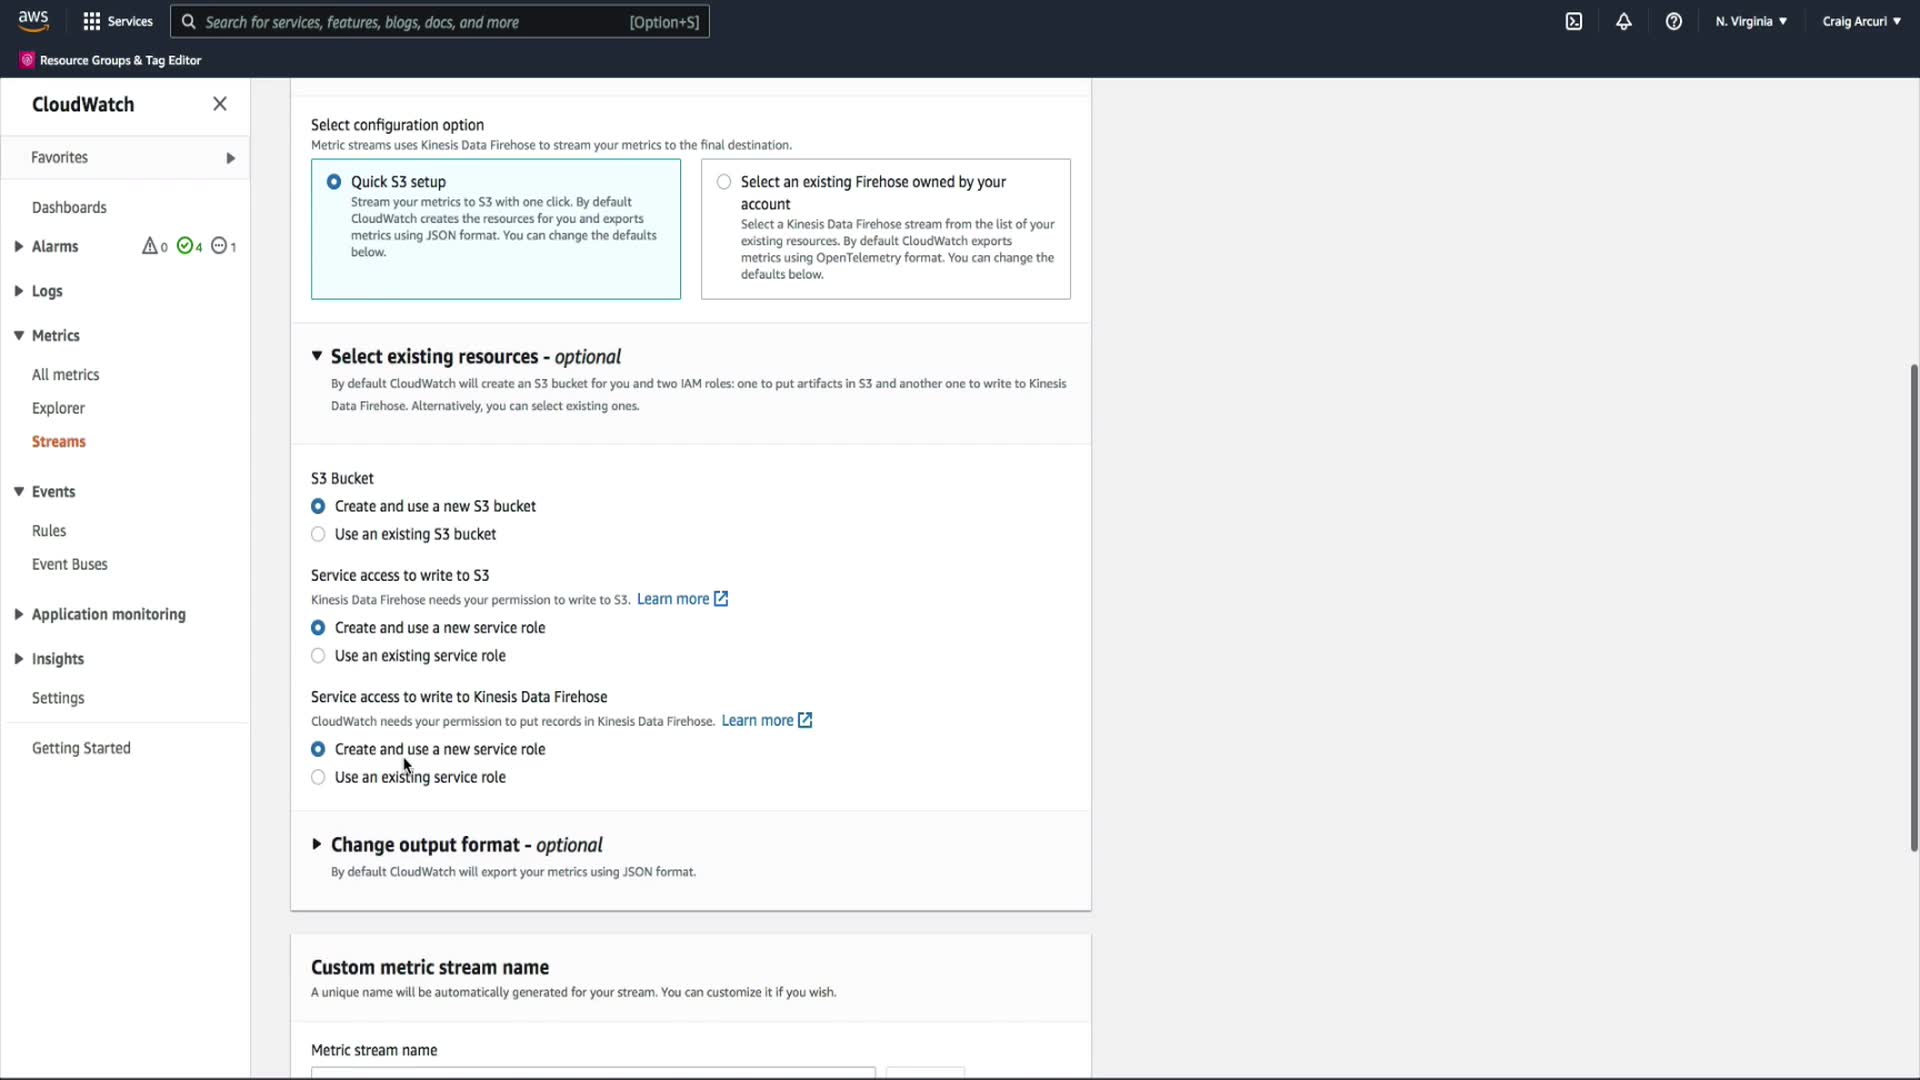 aws
Services
Search for services, features, blogs, docs, and more
[Option+S]
N. Virginia
Craig Arcuri
Resource Groups & Tag Editor
CloudWatch
Favorites
Dashboards
Alarms
0
4
1
Logs
Metrics
All metrics
Explorer
Streams
Events
Rules
Event Buses
Application monitoring
Insights
Settings
Getting Started
Select configuration option
Metric streams uses Kinesis Data Firehose to stream your metrics to the final destination.
Quick S3 setup
Stream your metrics to S3 with one click. By default
CloudWatch creates the resources for you and exports
metrics using JSON format. You can change the defaults
below.
Select an existing Firehose owned by your
account
Select a Kinesis Data Firehose stream from the list of your
existing resources. By default CloudWatch exports
metrics using OpenTelemetry format. You can change the
defaults below.
Select existing resources - optional
By default CloudWatch will create an S3 bucket for you and two IAM roles: one to put artifacts in S3 and another one to write to Kinesis
Data Firehose. Alternatively, you can select existing ones.
S3 Bucket
Create and use a new S3 bucket
Use an existing S3 bucket
Service access to write to S3
Kinesis Data Firehose needs your permission to write to S3. Learn more
Create and use a new service role
Use an existing service role
Service access to write to Kinesis Data Firehose
CloudWatch needs your permission to put records in Kinesis Data Firehose. Learn more
Create and use a new service role
Use an existing service role
Change output format - optional
By default CloudWatch will export your metrics using JSON format.
Custom metric stream name
A unique name will be automatically generated for your stream. You can customize it if you wish.
Metric stream name